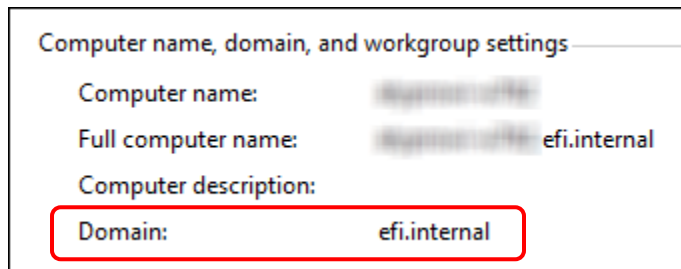 Computer name, domain, and workgroup settings
Computer name:
Full computer name: efi.internal
Computer description:
Domain: efi.internal